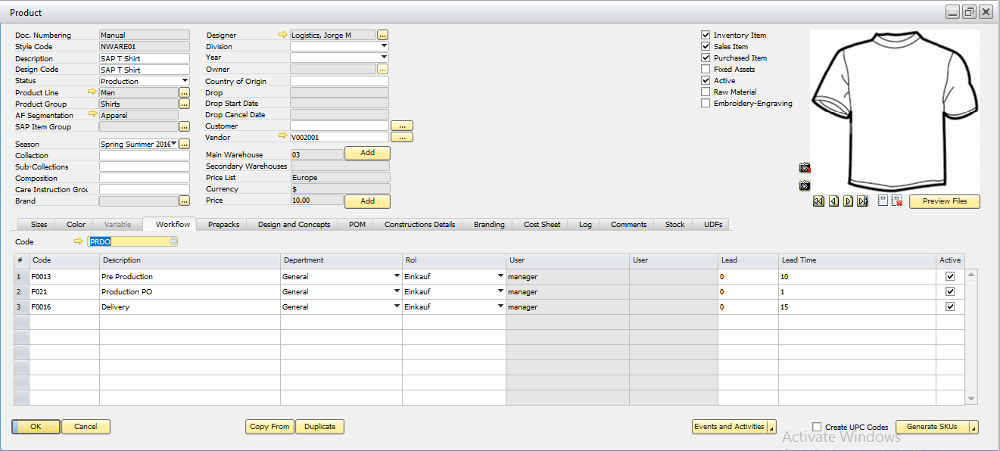 Product
Doc. Numbering Manual
Style Code NWARE01
Description SAP T Shirt
Design Code SAP T Shirt
Status Production
Product Line Men ...
Product Group Shirts ...
AF Segmentation Apparel
SAP Item Group ...
Season Spring Summer 2016 ...
Collection
Sub-Collections
Composition
Care Instruction Grou
Brand ...
Designer Logistics, Jorge M ...
Division
Year
Owner ...
Country of Origin
Drop
Drop Start Date
Drop Cancel Date
Customer ...
Vendor V002001 ...
Main Warehouse 03 Add
Secondary Warehouses
Price List Europe
Currency $
Price 10.00 Add
Inventory Item
Sales Item
Purchased Item
Fixed Assets
Active
Raw Material
Embroidery-Engraving
Preview Files
Sizes Color Variable Workflow Prepacks Design and Concepts POM Constructions Details Branding Cost Sheet Log Comments Stock UDFs
Code PRDO
# Code Description Department Rol User User Lead Lead Time Active
1 F0013 Pre Production General Einkauf manager 0 10
2 F021 Production PO General Einkauf manager 0 1
3 F0016 Delivery General Einkauf manager 0 15
OK Cancel Copy From Duplicate Events and Activities Create UPC Codes Generate SKUs
Activate Windows